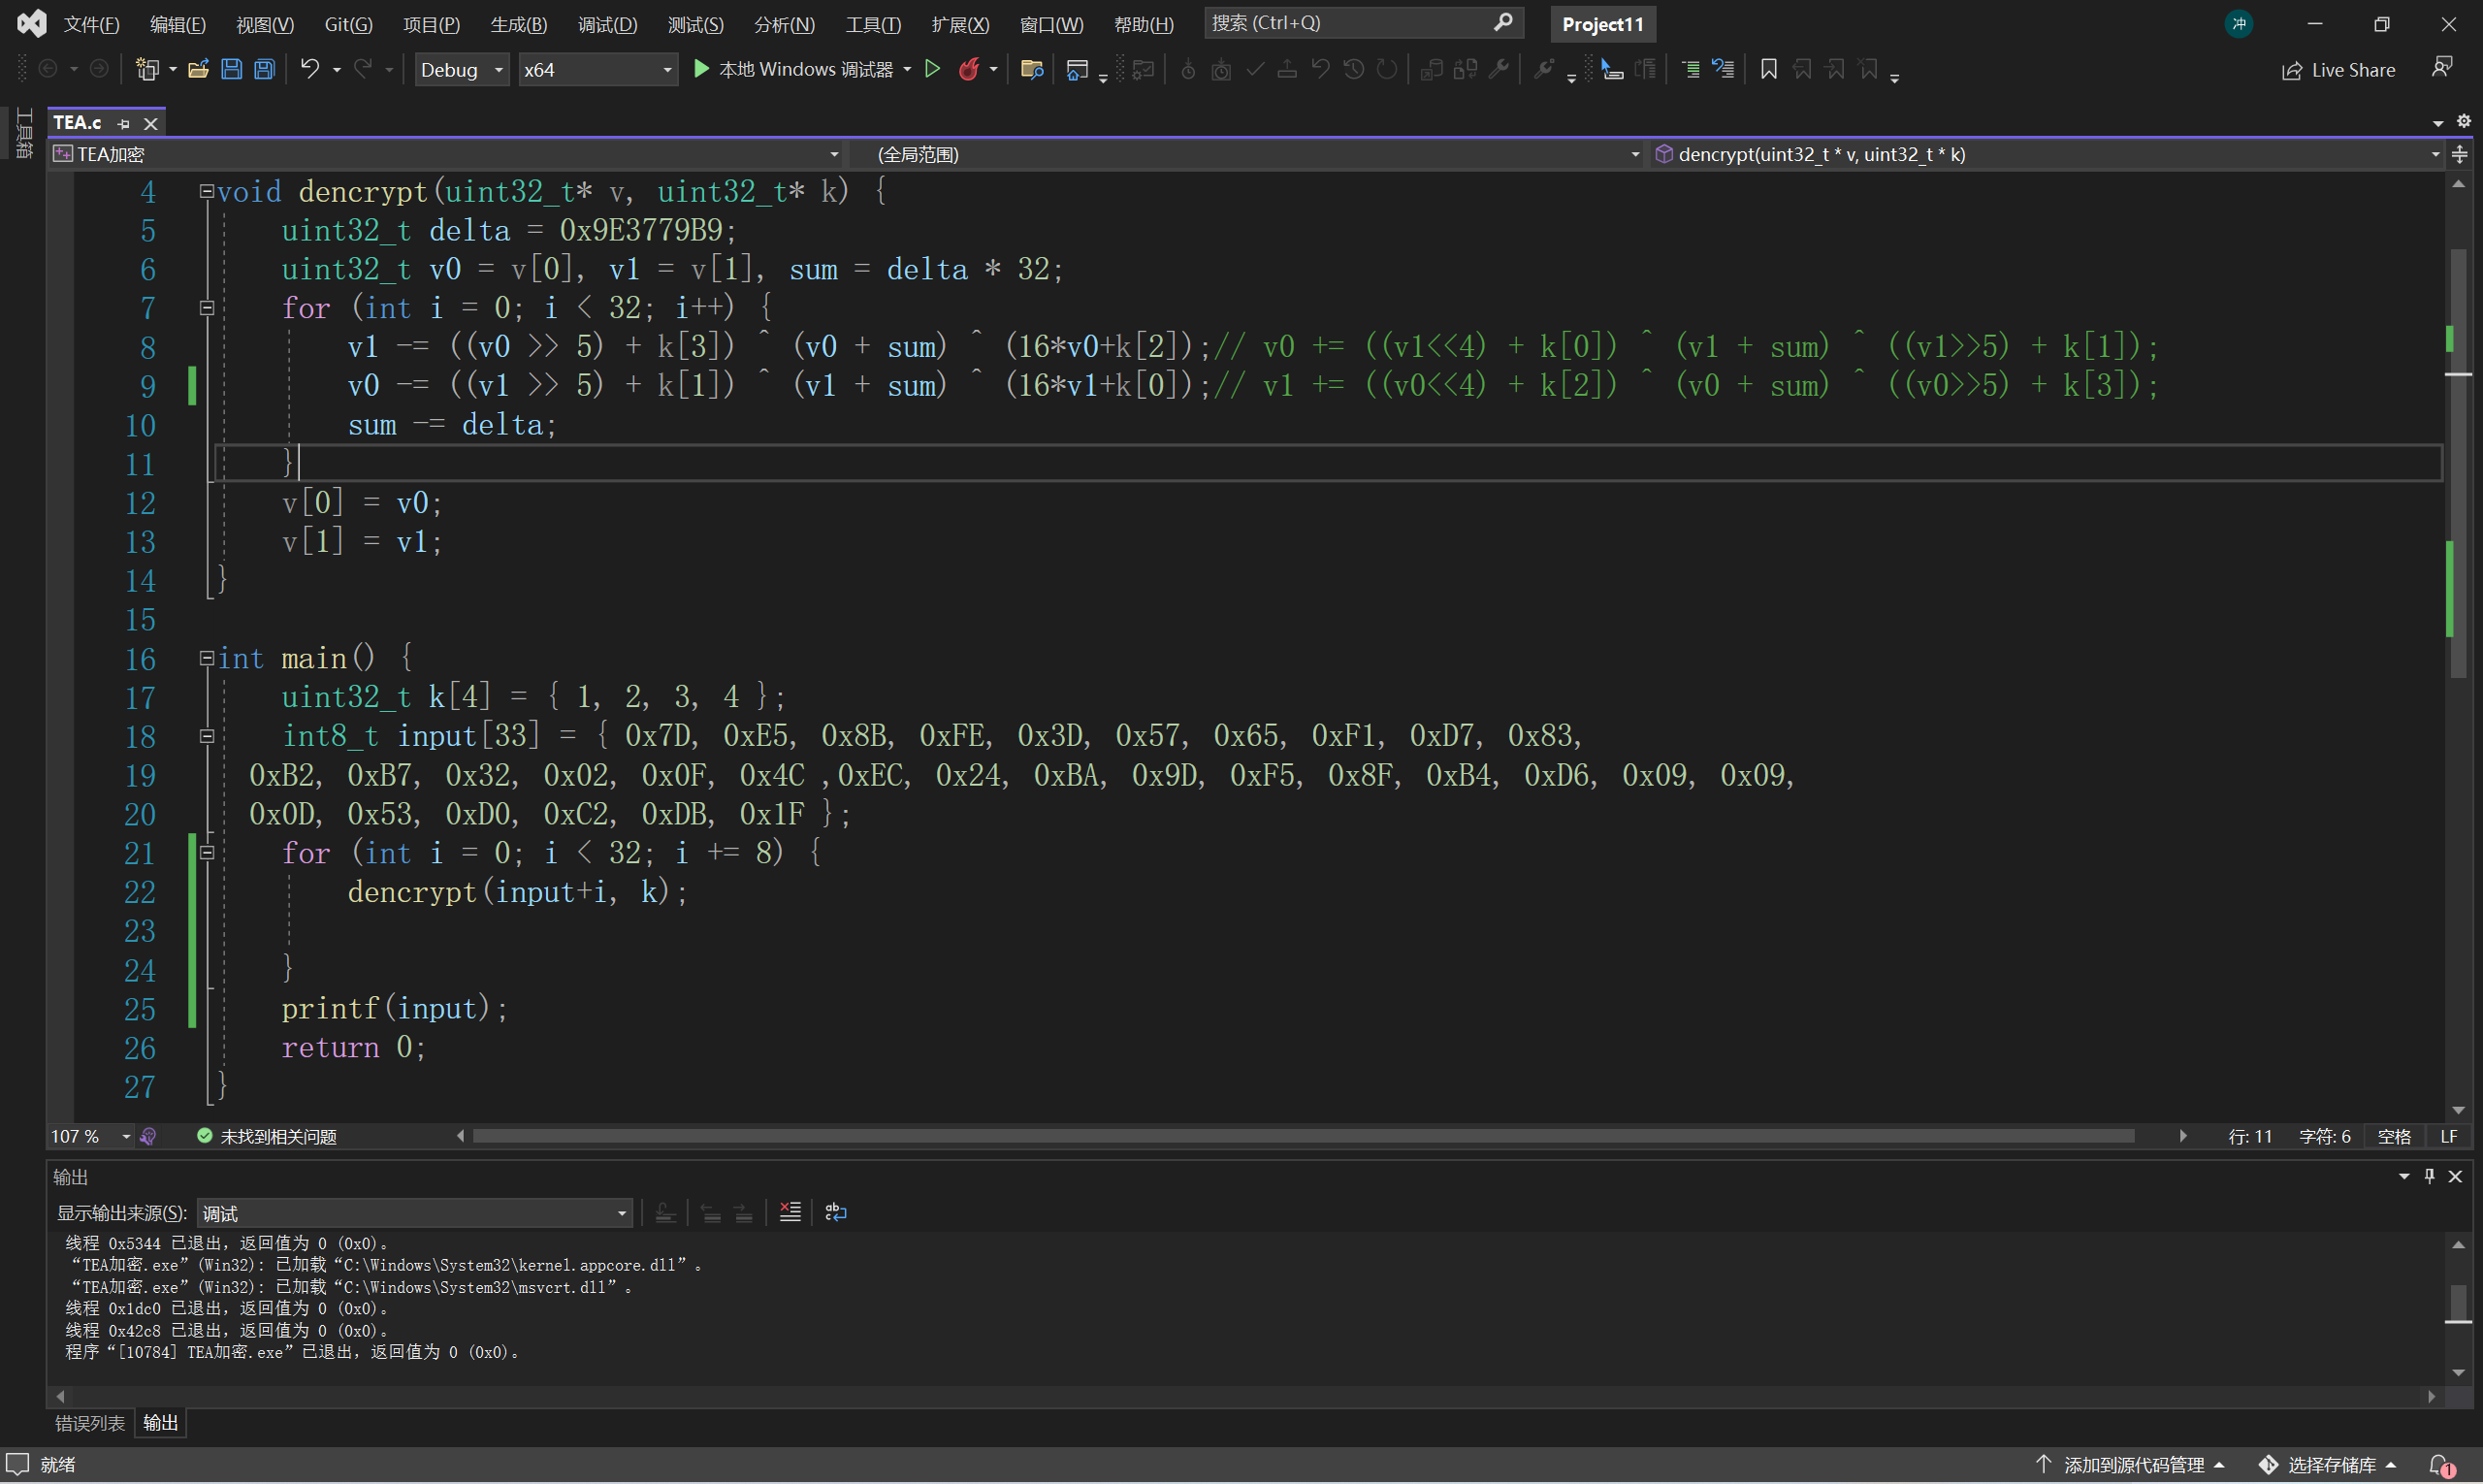 文件(F) 编辑(E) 视图(V) Git(G) 项目(P) 生成(B) 调试(D) 测试(S) 分析(N) 工具(T) 扩展(X) 窗口(W) 帮助(H) 搜索 (Ctrl+Q) Project11 冲
Debug x64 本地 Windows 调试器 Live Share
工具箱
TEA.c
TEA加密 (全局范围) dencrypt(uint32_t * v, uint32_t * k)
4 void dencrypt(uint32_t* v, uint32_t* k) {
5 uint32_t delta = 0x9E3779B9;
6 uint32_t v0 = v[0], v1 = v[1], sum = delta * 32;
7 for (int i = 0; i < 32; i++) {
8 v1 -= ((v0 >> 5) + k[3]) ^ (v0 + sum) ^ (16*v0+k[2]);// v0 += ((v1<<4) + k[0]) ^ (v1 + sum) ^ ((v1>>5) + k[1]);
9 v0 -= ((v1 >> 5) + k[1]) ^ (v1 + sum) ^ (16*v1+k[0]);// v1 += ((v0<<4) + k[2]) ^ (v0 + sum) ^ ((v0>>5) + k[3]);
10 sum -= delta;
11 }
12 v[0] = v0;
13 v[1] = v1;
14 }
15
16 int main() {
17 uint32_t k[4] = { 1, 2, 3, 4 };
18 int8_t input[33] = { 0x7D, 0xE5, 0x8B, 0xFE, 0x3D, 0x57, 0x65, 0xF1, 0xD7, 0x83,
19 0xB2, 0xB7, 0x32, 0x02, 0x0F, 0x4C ,0xEC, 0x24, 0xBA, 0x9D, 0xF5, 0x8F, 0xB4, 0xD6, 0x09, 0x09,
20 0x0D, 0x53, 0xD0, 0xC2, 0xDB, 0x1F };
21 for (int i = 0; i < 32; i += 8) {
22 dencrypt(input+i, k);
23
24 }
25 printf(input);
26 return 0;
27 }
107 % 未找到相关问题 行: 11 字符: 6 空格 LF
输出
显示输出来源(S): 调试
线程 0x5344 已退出，返回值为 0 (0x0)。
“TEA加密.exe”(Win32): 已加载“C:\Windows\System32\kernel.appcore.dll”。
“TEA加密.exe”(Win32): 已加载“C:\Windows\System32\msvcrt.dll”。
线程 0x1dc0 已退出，返回值为 0 (0x0)。
线程 0x42c8 已退出，返回值为 0 (0x0)。
程序“[10784] TEA加密.exe”已退出，返回值为 0 (0x0)。
错误列表 输出
就绪 添加到源代码管理 选择存储库 1